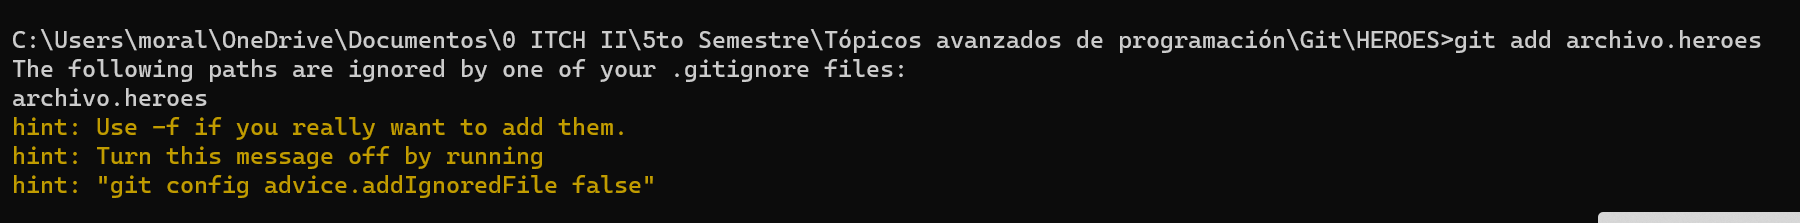 C:\Users\moral\OneDrive\Documentos\0 ITCH II\5to Semestre\Tópicos avanzados de programación\Git\HEROES>git add archivo.heroes
The following paths are ignored by one of your .gitignore files:
archivo.heroes
hint: Use -f if you really want to add them.
hint: Turn this message off by running
hint: "git config advice.addIgnoredFile false"